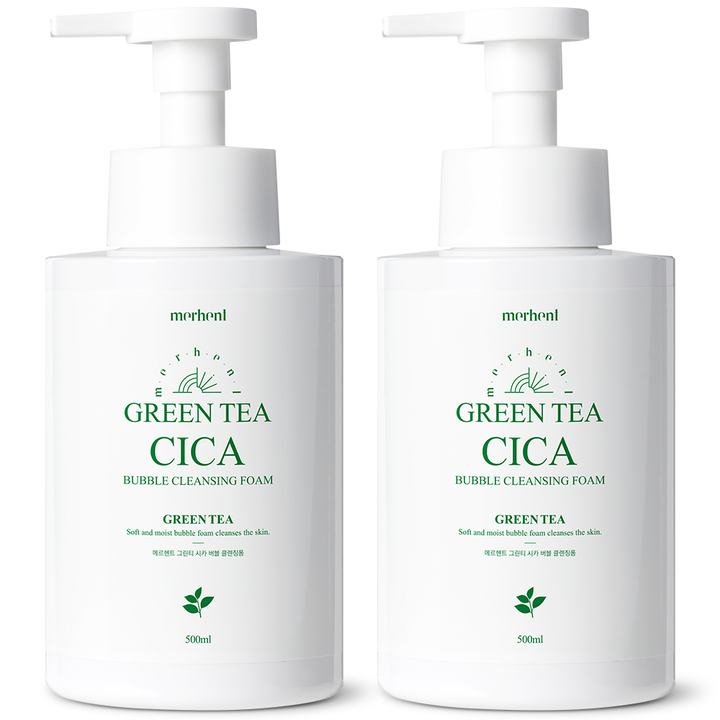 merhenl
m·e·r·h·e·n·l
GREEN TEA
CICA
BUBBLE CLEANSING FOAM
GREEN TEA
Soft and moist bubble foam cleanses the skin.
메르헨트 그린티 시카 버블 클렌징폼
500ml
merhenl
m·e·r·h·e·n·l
GREEN TEA
CICA
BUBBLE CLEANSING FOAM
GREEN TEA
Soft and moist bubble foam cleanses the skin.
메르헨트 그린티 시카 버블 클렌징폼
500ml